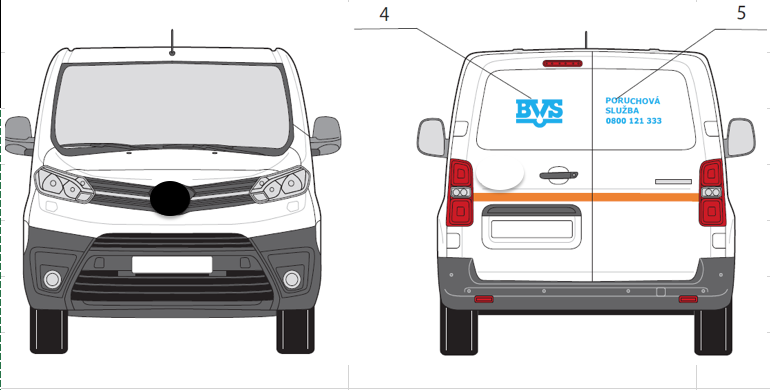 4
5
BVS
PORUCHOVÁ
SLUŽBA
0800 121 333